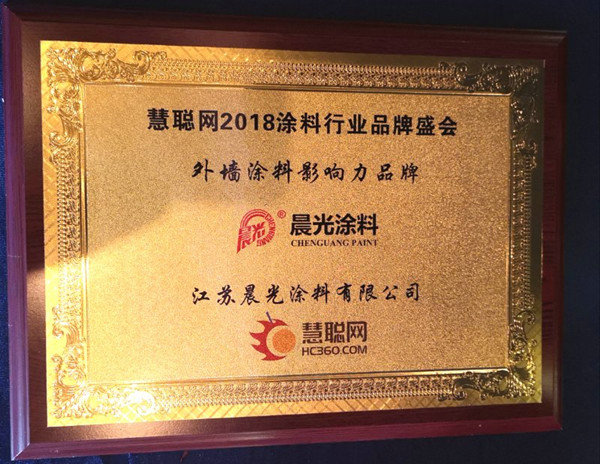 慧聪网2018涂料行业品牌盛会
外墙涂料影响力品牌
晨光 ® 晨光涂料
CHENGUANG PAINT
江苏晨光涂料有限公司
慧聪网
HC360.COM